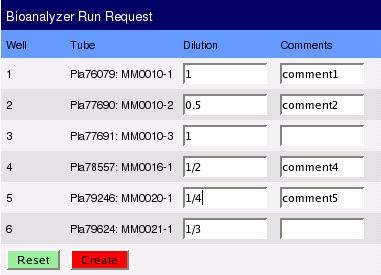 Bioanalyzer Run Request
Well Tube Dilution Comments
1 Pla76079: MM0010-1 1 comment1
2 Pla77690: MM0010-2 0.5 comment2
3 Pla77691: MM0010-3 1
4 Pla78557: MM0016-1 1/2 comment4
5 Pla79246: MM0020-1 1/4 comment5
6 Pla79624: MM0021-1 1/3
Reset Create